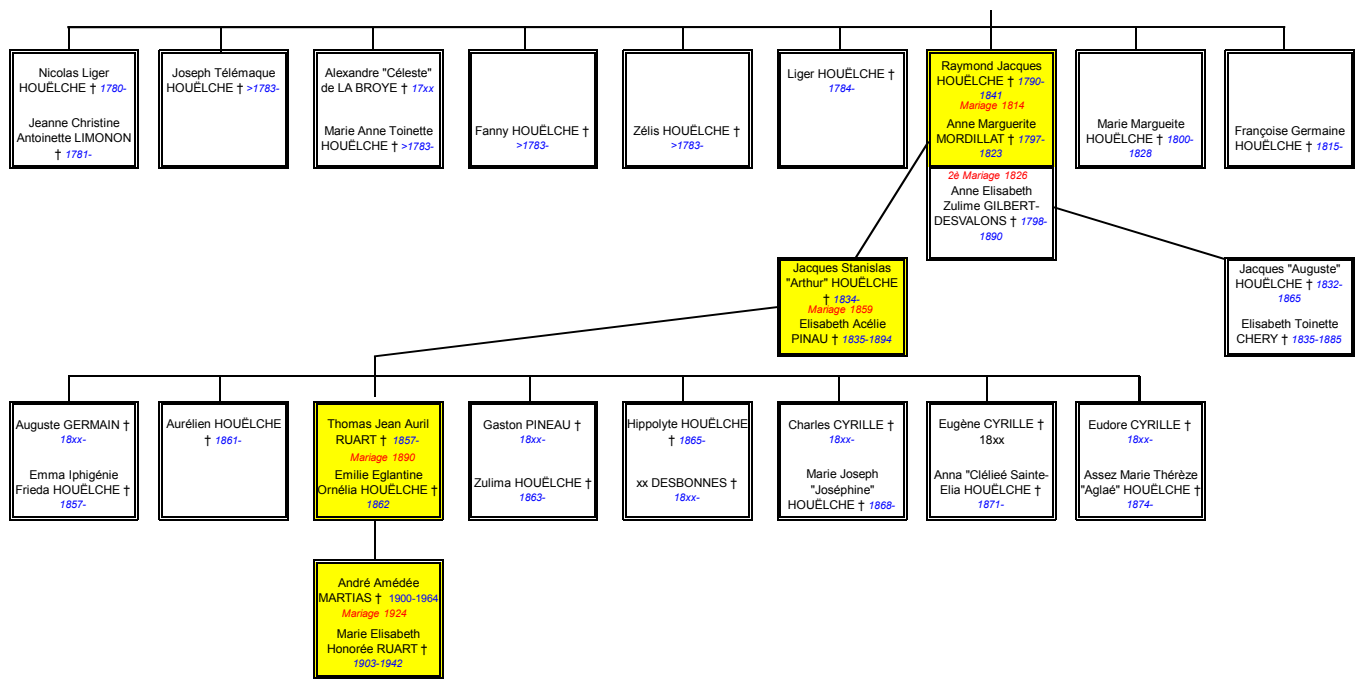 Nicolas Liger
HOUËLCHE † 1780-
Jeanne Christine
Antoinette LIMONON
† 1781-
Joseph Télémaque
HOUËLCHE † >1783-
Alexandre "Céleste"
de LA BROYE † 17xx
Marie Anne Toinette
HOUËLCHE † >1783-
Fanny HOUËLCHE †
>1783-
Zélis HOUËLCHE †
>1783-
Liger HOUËLCHE †
1784-
Raymond Jacques
HOUËLCHE † 1790-
1841
Mariage 1814
Anne Marguerite
MORDILLAT † 1797-
1823
2è Mariage 1826
Anne Elisabeth
Zulime GILBERT-
DESVALONS † 1798-
1890
Marie Margueite
HOUËLCHE † 1800-
1828
Françoise Germaine
HOUËLCHE † 1815-
Jacques Stanislas
"Arthur" HOUËLCHE
† 1834-
Mariage 1859
Elisabeth Acélie
PINAU † 1835-1894
Jacques "Auguste"
HOUËLCHE † 1832-
1865
Elisabeth Toinette
CHERY † 1835-1885
Auguste GERMAIN †
18xx-
Emma Iphigénie
Frieda HOUËLCHE †
1857-
Aurélien HOUËLCHE
† 1861-
Thomas Jean Auril
RUART † 1857-
Mariage 1890
Emilie Eglantine
Ornélia HOUËLCHE †
1862
Gaston PINEAU †
18xx-
Zulima HOUËLCHE †
1863-
Hippolyte HOUËLCHE
† 1865-
xx DESBONNES †
18xx-
Charles CYRILLE †
18xx-
Marie Joseph
"Joséphine"
HOUËLCHE † 1868-
Eugène CYRILLE †
18xx
Anna "Clélieé Sainte-
Elia HOUËLCHE †
1871-
Eudore CYRILLE †
18xx-
Assez Marie Thérèze
"Aglaé" HOUËLCHE †
1874-
André Amédée
MARTIAS † 1900-1964
Mariage 1924
Marie Elisabeth
Honorée RUART †
1903-1942